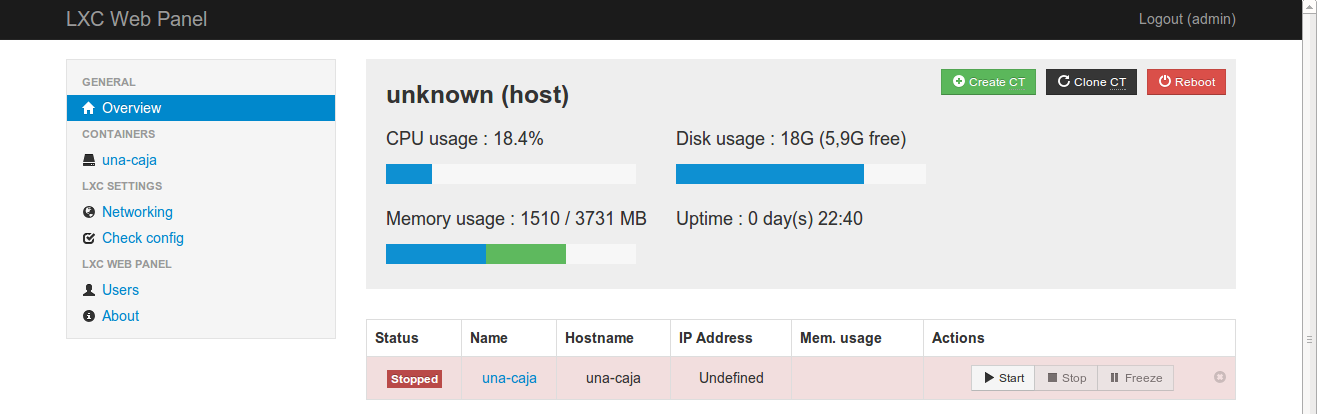 LXC Web Panel
Logout (admin)
GENERAL
Overview
CONTAINERS
una-caja
LXC SETTINGS
Networking
Check config
LXC WEB PANEL
Users
About
Create CT
Clone CT
Reboot
unknown (host)
CPU usage : 18.4%
Disk usage : 18G (5,9G free)
Memory usage : 1510 / 3731 MB
Uptime : 0 day(s) 22:40
Status Name Hostname IP Address Mem. usage Actions
Stopped una-caja una-caja Undefined Start Stop Freeze